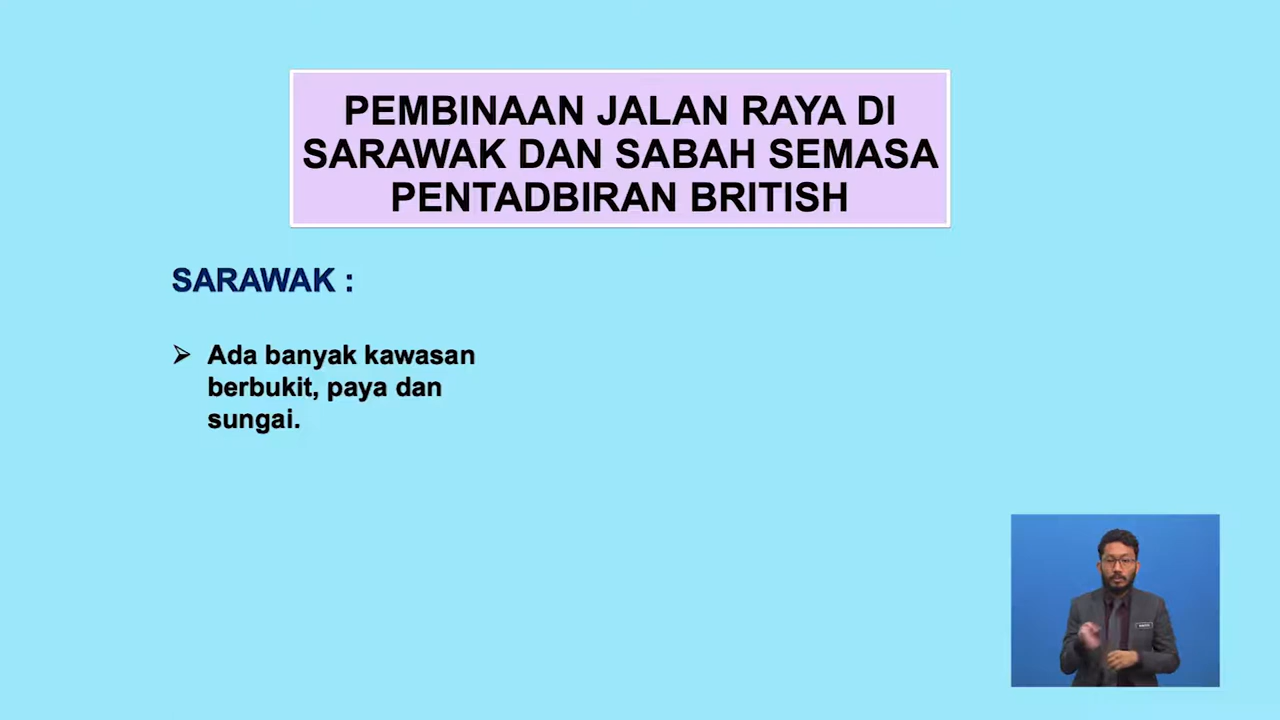 PEMBINAAN JALAN RAYA DI
SARAWAK DAN SABAH SEMASA
PENTADBIRAN BRITISH
SARAWAK :
➢ Ada banyak kawasan
berbukit, paya dan
sungai.